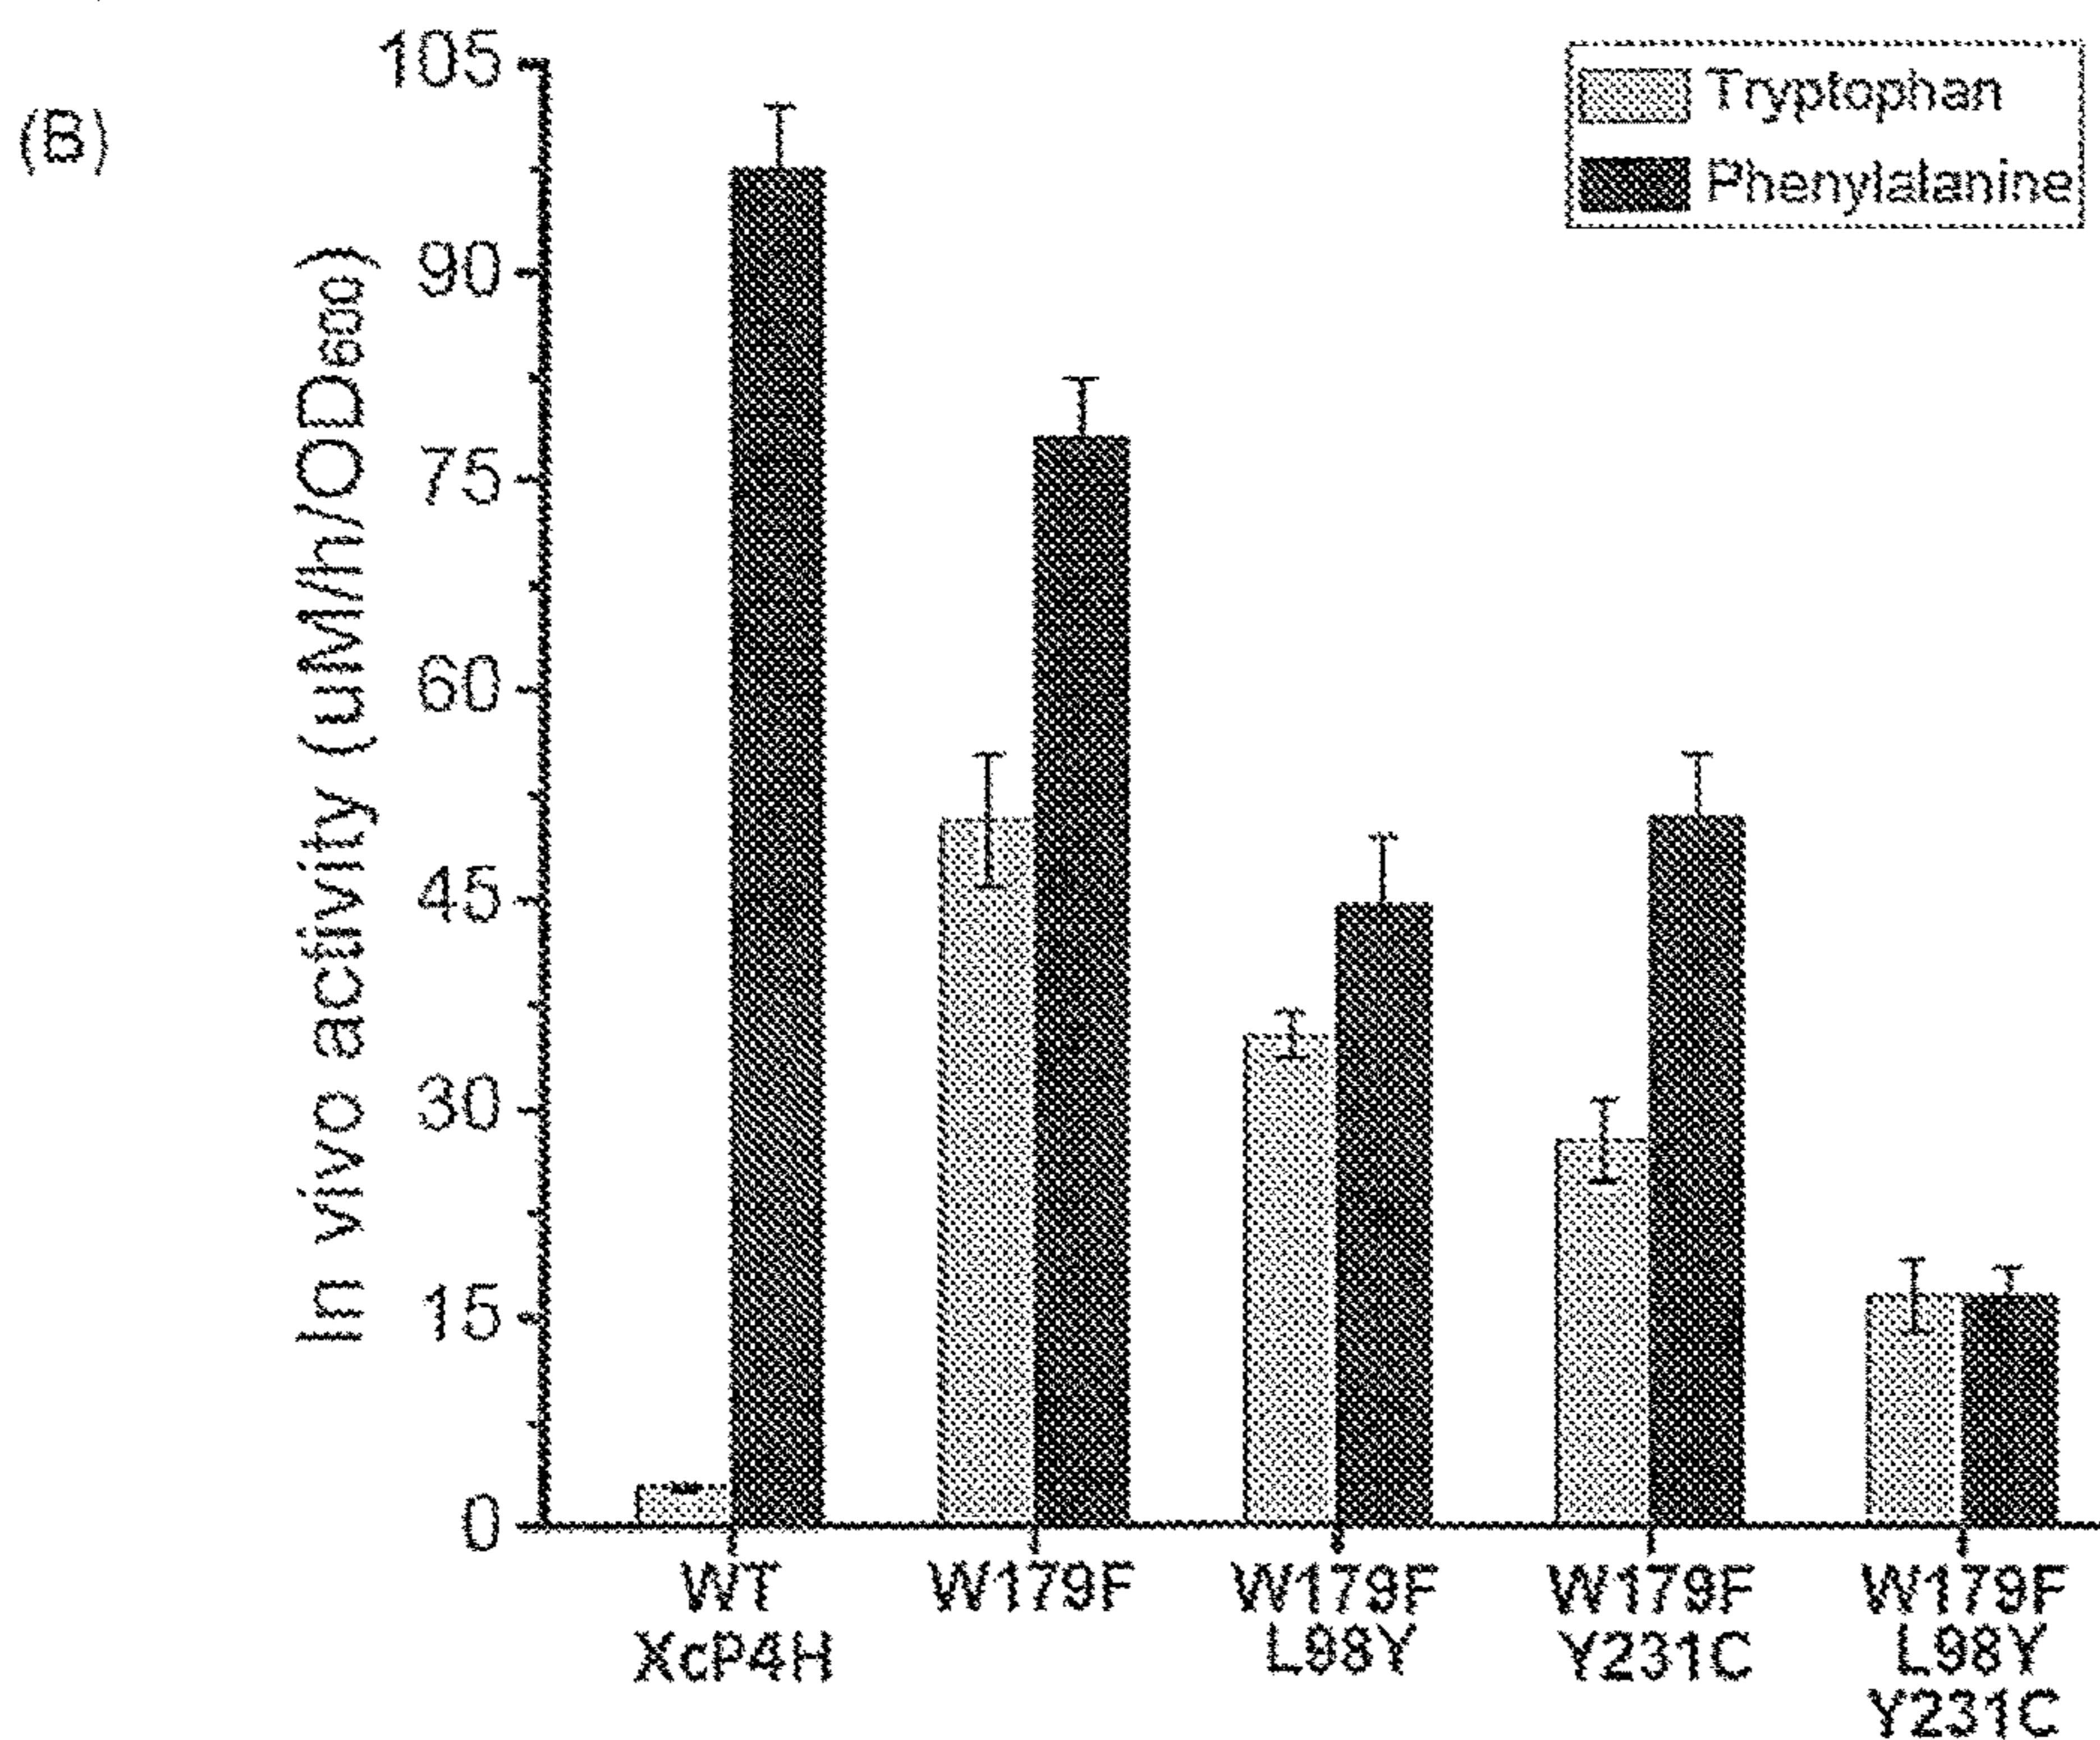 (B)
In vivo activity (uM/h/OD600)
105
90
75
60
45
30
15
0
Tryptophan
Phenylalanine
WT
XcP4H
W179F
W179F
L98Y
W179F
Y231C
W179F
L98Y
Y231C